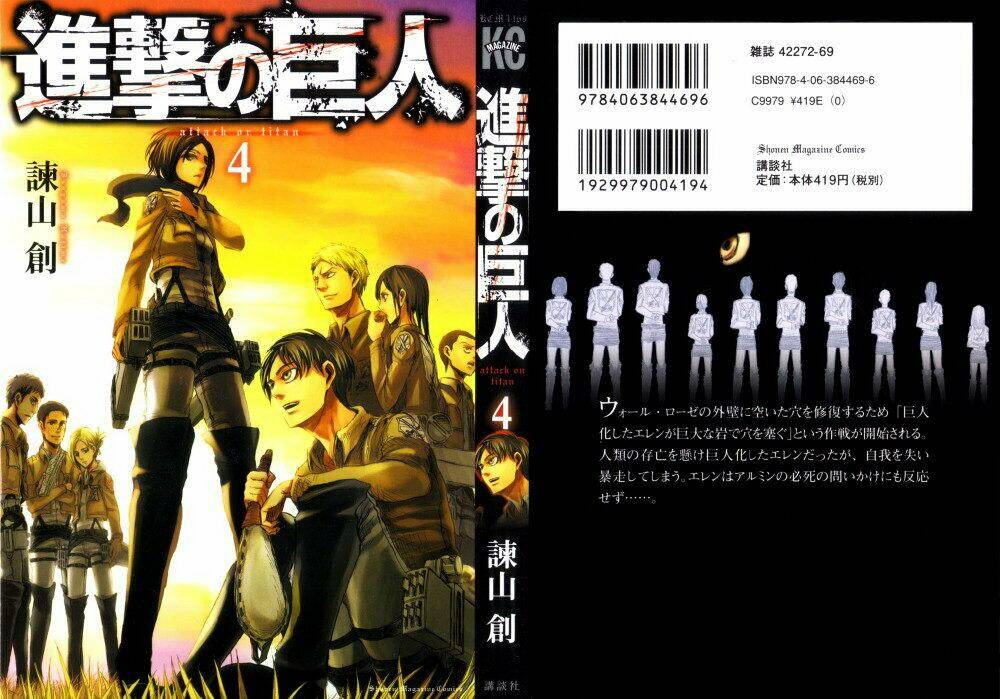 進撃の巨人
attack on titan
4
諫山創
Shonen Magazine Comics
KCM 1469
MAGAZINE
KC
進撃の巨人
attack on
titan
4
諫山創
講談社
9784063844696
1929979004194
雑誌 42272-69
ISBN978-4-06-384469-6
C9979 ¥419E (0)
Shonen Magazine Comics
講談社
定価：本体419円（税別）
ウォール・ローゼの外壁に空いた穴を修復するため「巨人
化したエレンが巨大な岩で穴を塞ぐ」という作戦が開始される。
人類の存亡を懸け巨人化したエレンだったが、自我を失い
暴走してしまう。エレンはアルミンの必死の問いかけにも反応
せず……。